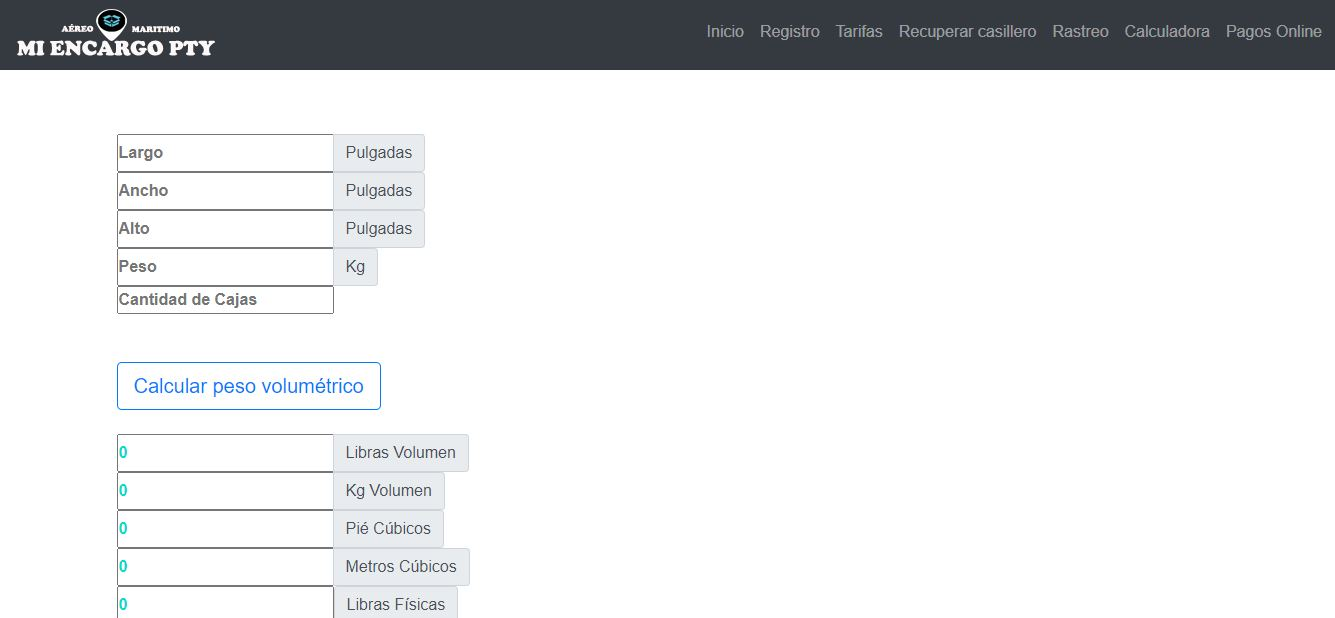 AÉREO MARITIMO
MI ENCARGO PTY
Inicio Registro Tarifas Recuperar casillero Rastreo Calculadora Pagos Online
Largo Pulgadas
Ancho Pulgadas
Alto Pulgadas
Peso Kg
Cantidad de Cajas
Calcular peso volumétrico
0 Libras Volumen
0 Kg Volumen
0 Pié Cúbicos
0 Metros Cúbicos
0 Libras Físicas